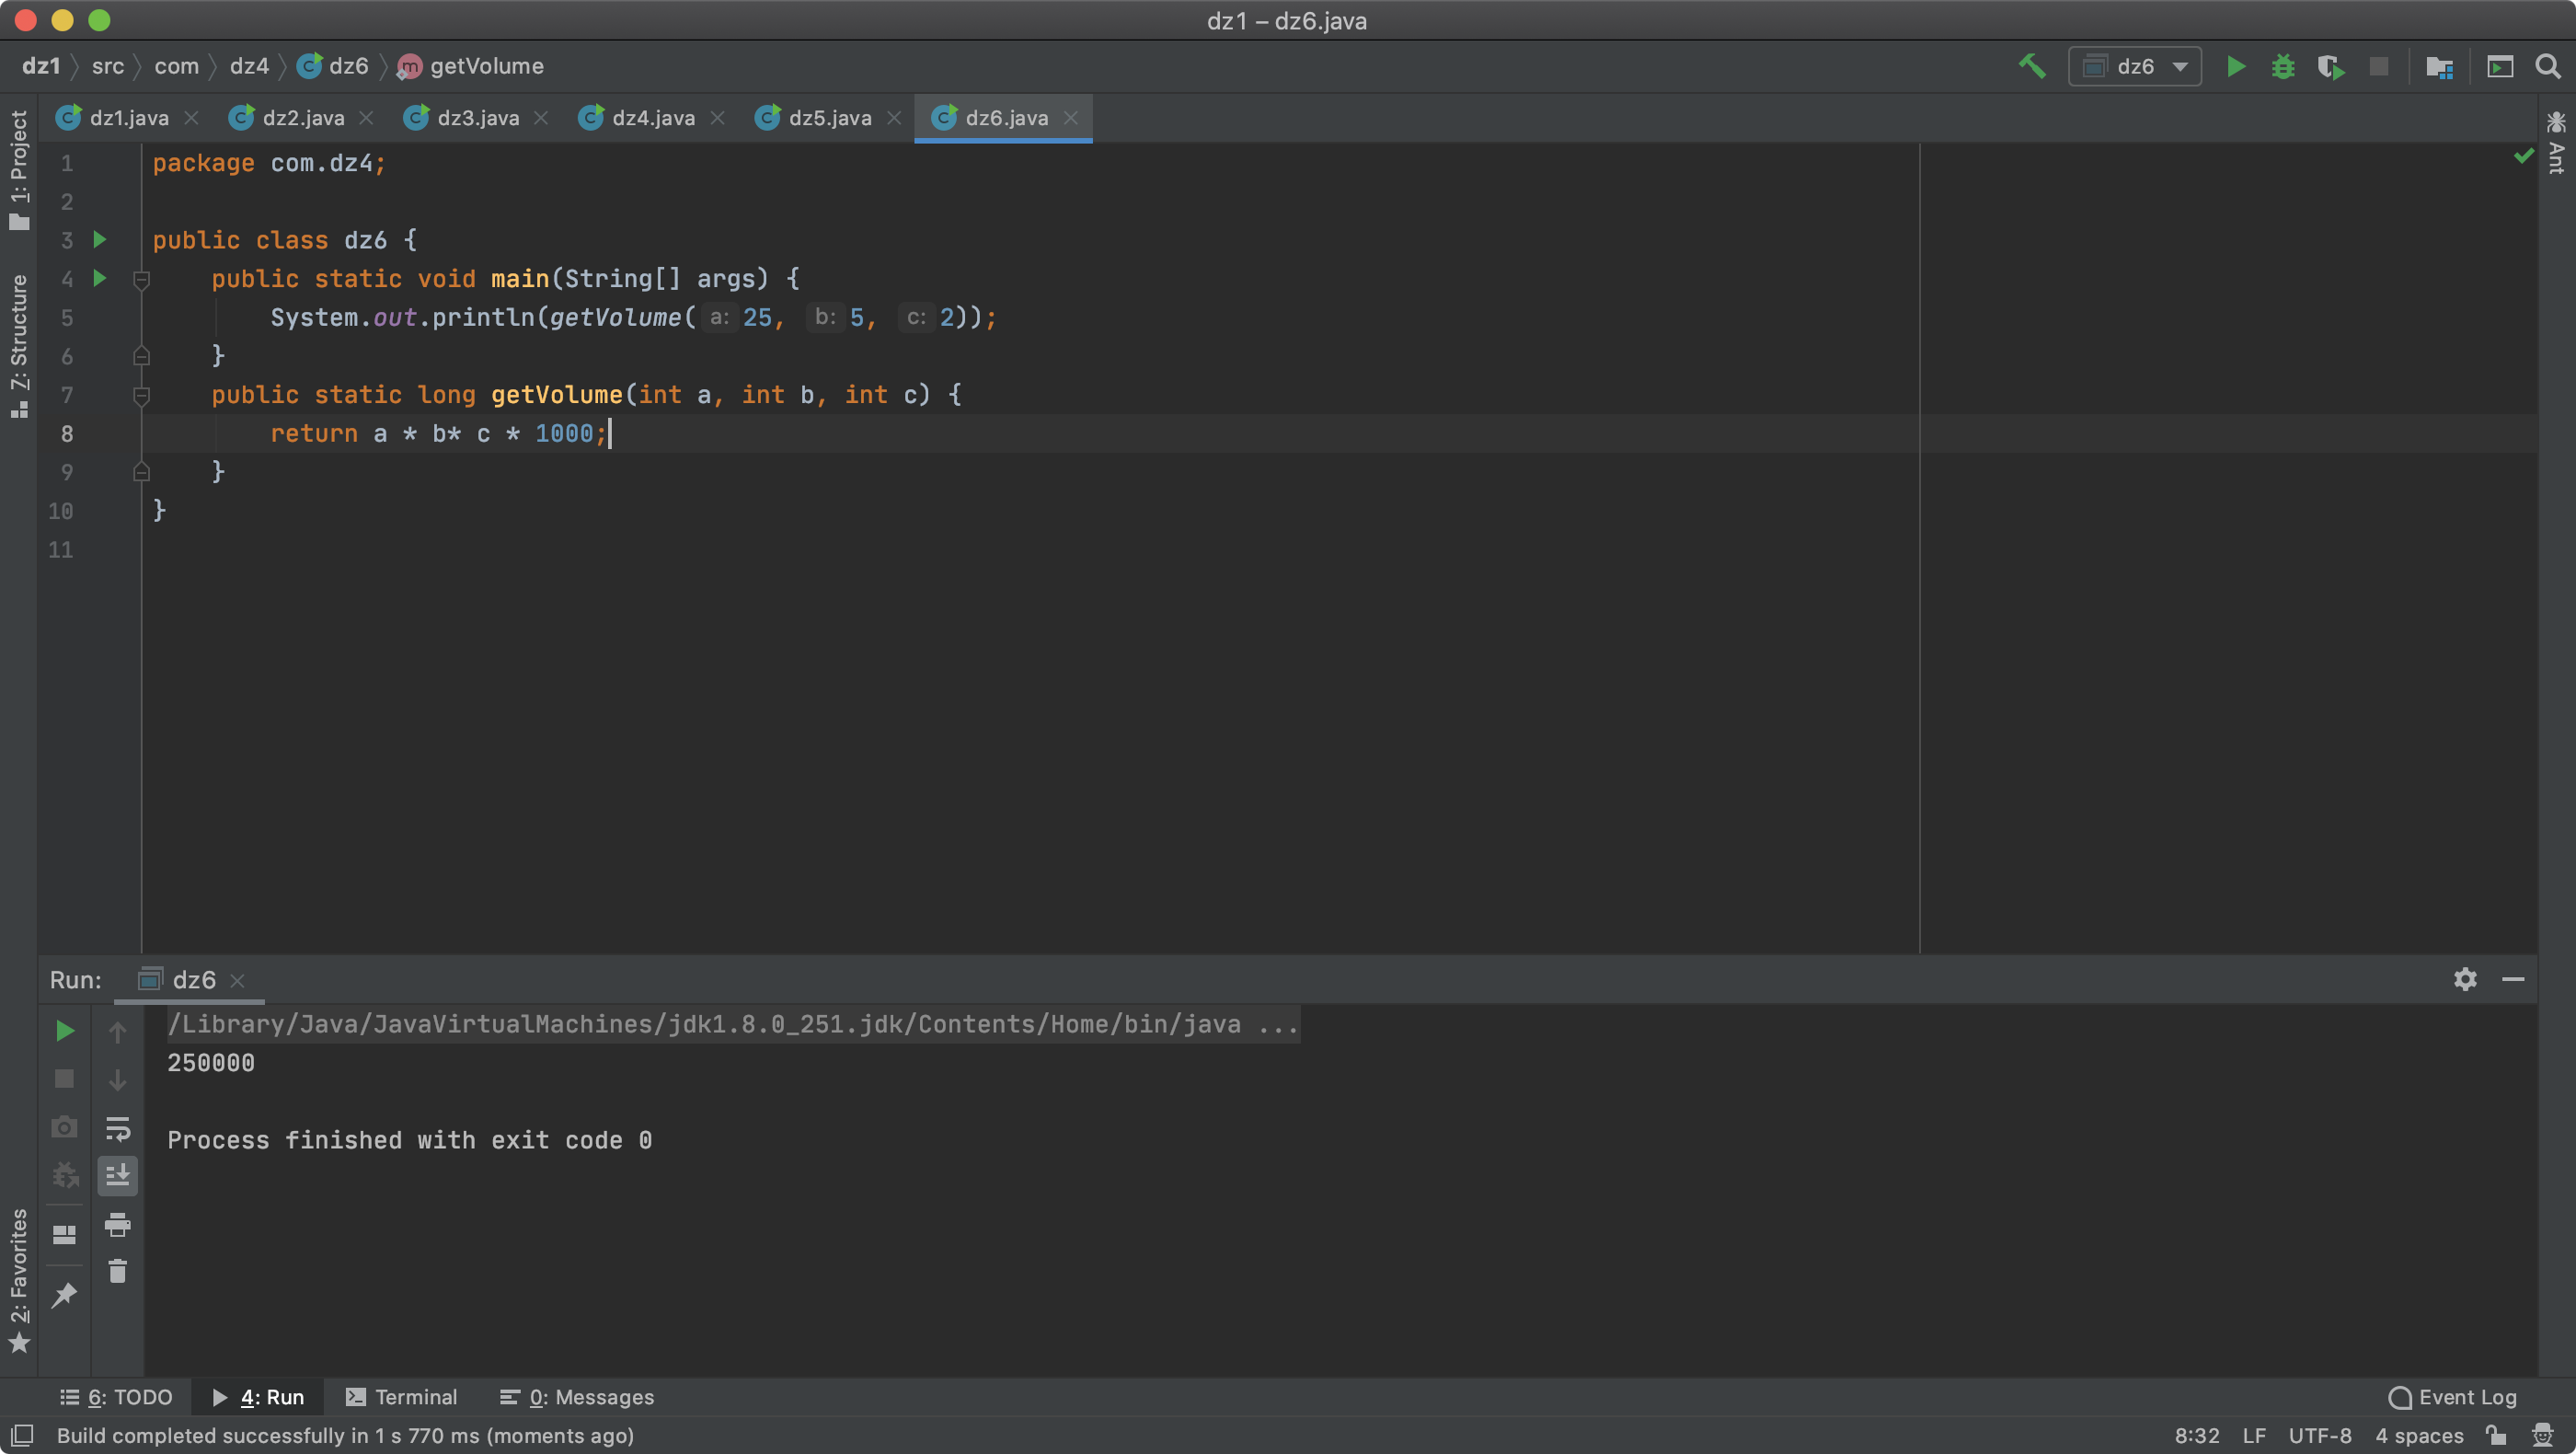 dz1 – dz6.java
dz1 src com dz4 dz6 getVolume
dz6
dz1.java dz2.java dz3.java dz4.java dz5.java dz6.java
1: Project
7: Structure
2: Favorites
Ant
1 package com.dz4;
2
3 public class dz6 {
4 public static void main(String[] args) {
5 System.out.println(getVolume( a: 25, b: 5, c: 2));
6 }
7 public static long getVolume(int a, int b, int c) {
8 return a * b* c * 1000;
9 }
10 }
11
Run: dz6
/Library/Java/JavaVirtualMachines/jdk1.8.0_251.jdk/Contents/Home/bin/java ...
250000
Process finished with exit code 0
6: TODO 4: Run Terminal 0: Messages Event Log
Build completed successfully in 1 s 770 ms (moments ago) 8:32 LF UTF-8 4 spaces